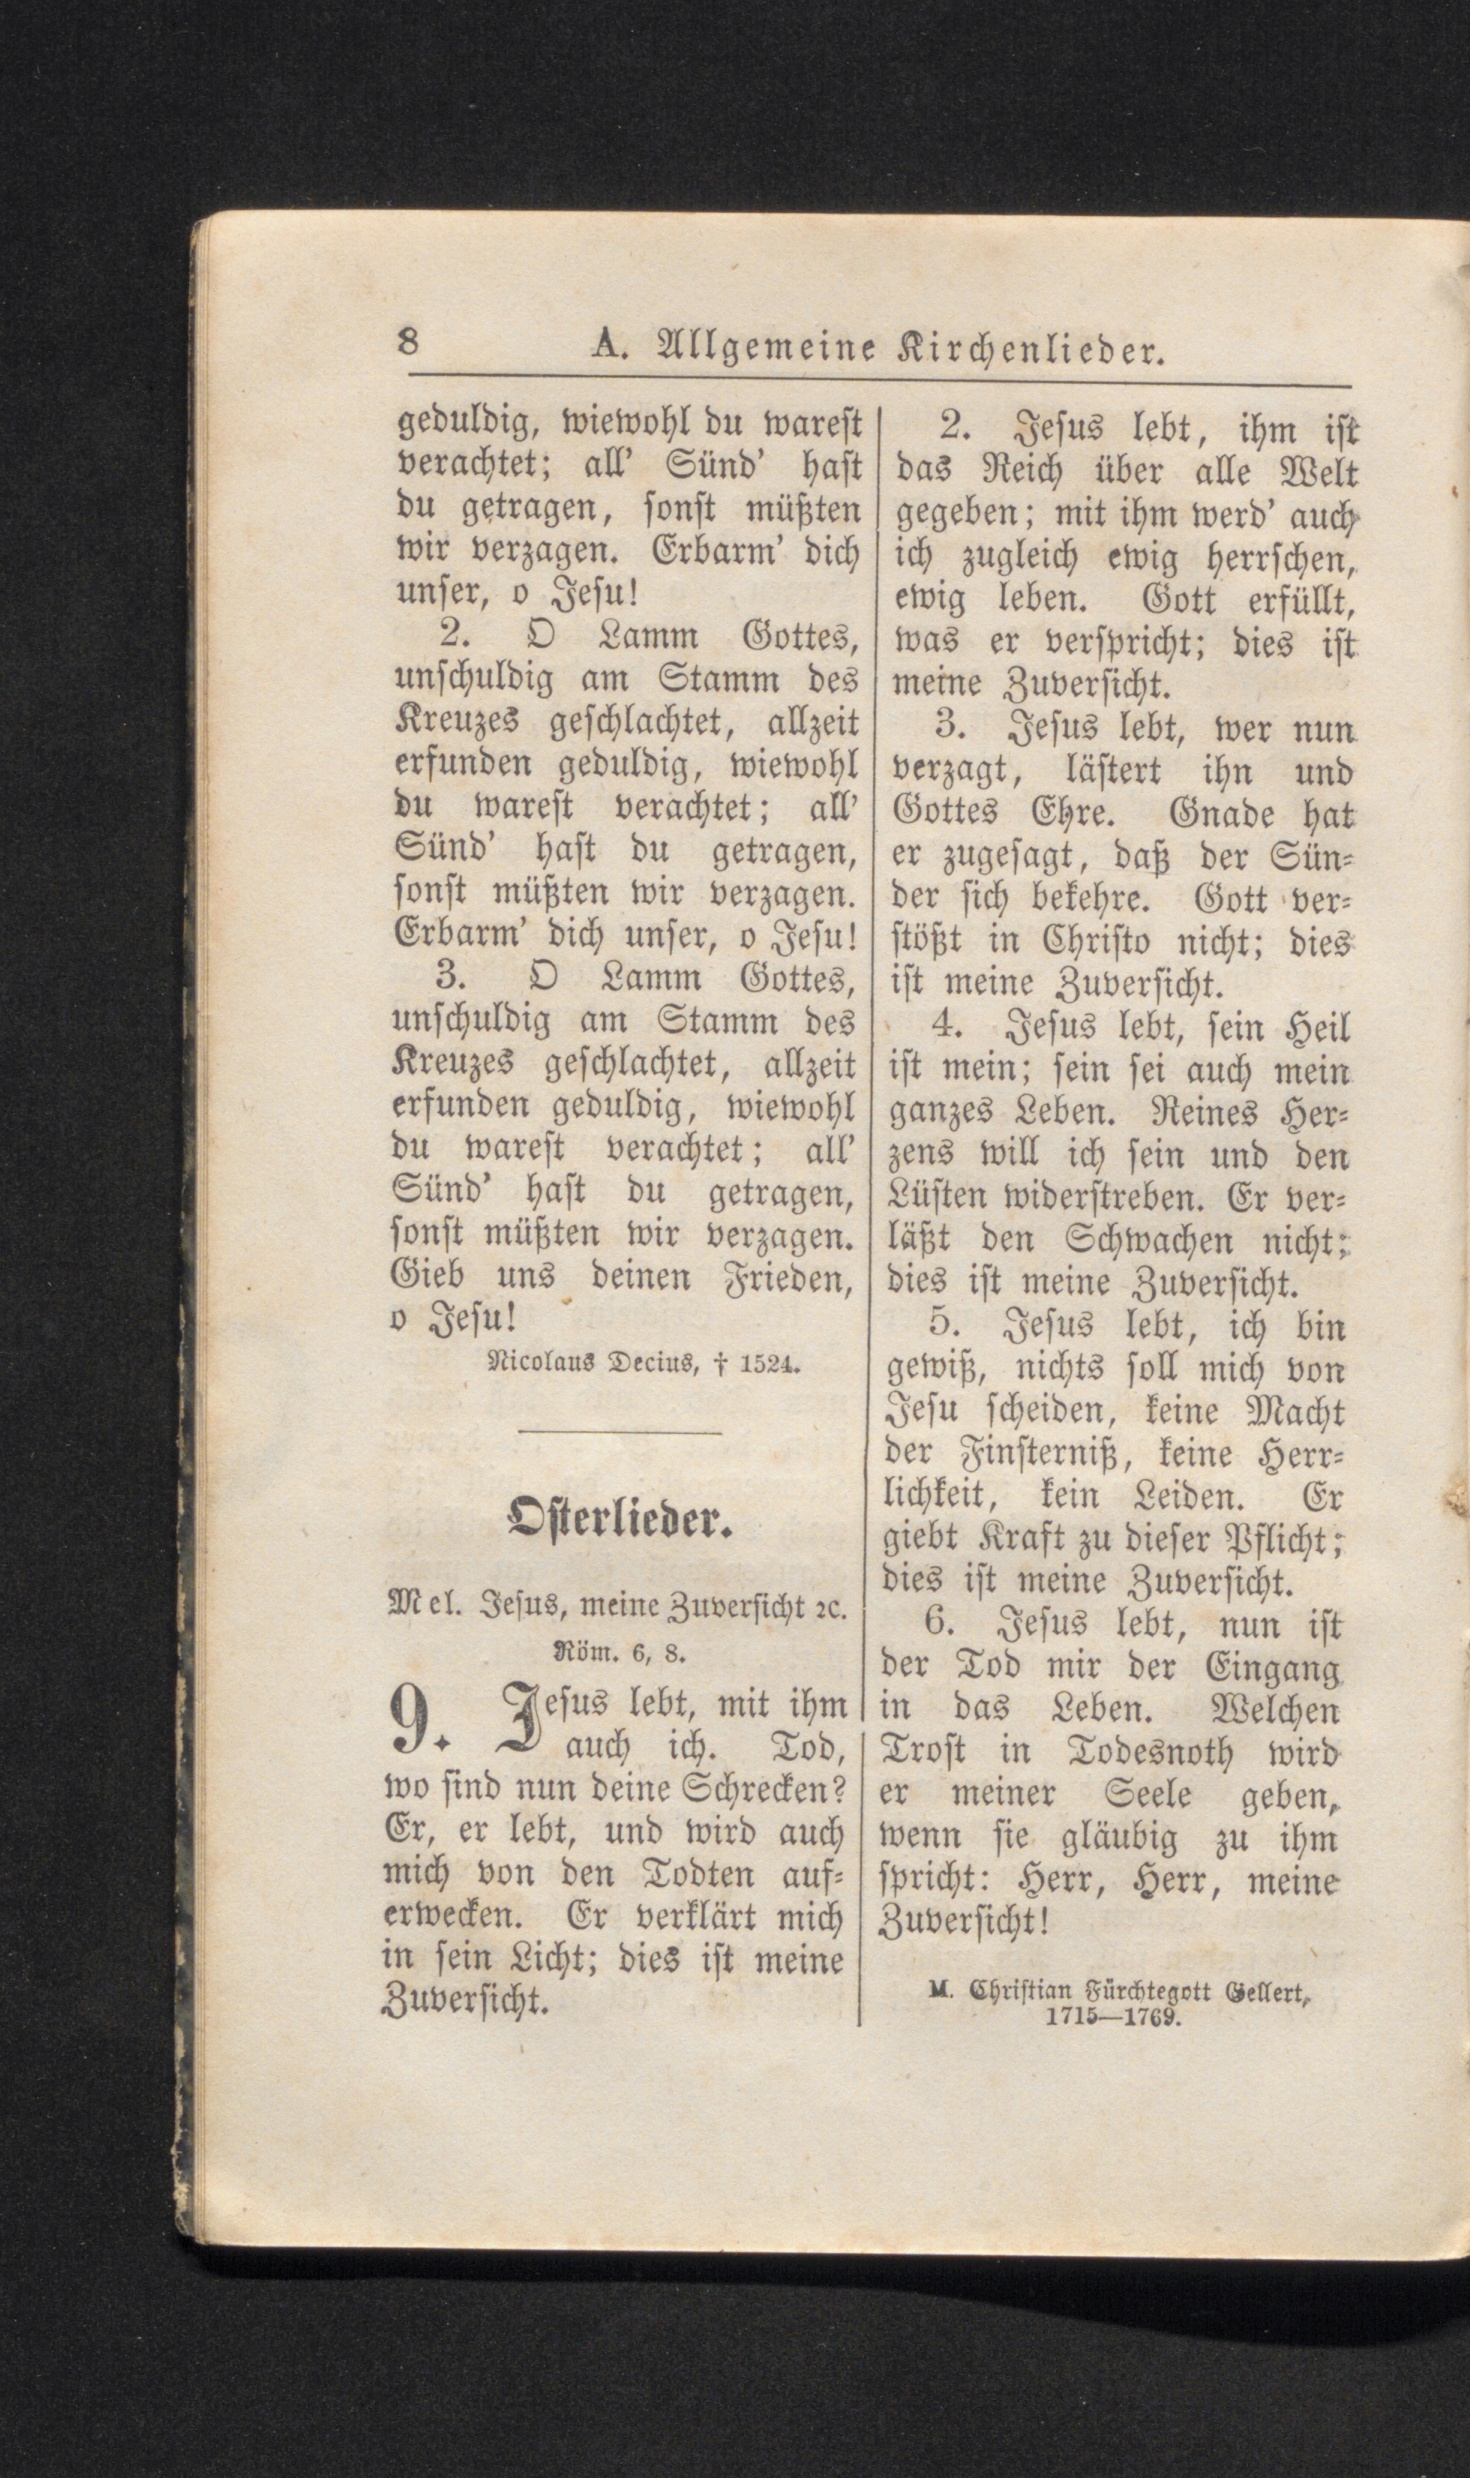 8 A. Allgemeine Kirchenlieder.
geduldig, wiewohl du warest
verachtet; all' Sünd' hast
du getragen, sonst müßten
wir verzagen. Erbarm' dich
unser, o Jesu!
2. O Lamm Gottes,
unschuldig am Stamm des
Kreuzes geschlachtet, allzeit
erfunden geduldig, wiewohl
du warest verachtet; all'
Sünd' hast du getragen,
sonst müßten wir verzagen.
Erbarm' dich unser, o Jesu!
3. O Lamm Gottes,
unschuldig am Stamm des
Kreuzes geschlachtet, allzeit
erfunden geduldig, wiewohl
du warest verachtet; all'
Sünd' hast du getragen,
sonst müßten wir verzagen.
Gieb uns deinen Frieden,
o Jesu!
Nicolaus Decius, † 1524.
Osterlieder.
Mel. Jesus, meine Zuversicht ꝛc.
Röm. 6, 8.
9. Jesus lebt, mit ihm
auch ich. Tod,
wo sind nun deine Schrecken?
Er, er lebt, und wird auch
mich von den Todten auf-
erwecken. Er verklärt mich
in sein Licht; dies ist meine
Zuversicht.
2. Jesus lebt, ihm ist
das Reich über alle Welt
gegeben; mit ihm werd' auch
ich zugleich ewig herrschen,
ewig leben. Gott erfüllt,
was er verspricht; dies ist
meine Zuversicht.
3. Jesus lebt, wer nun
verzagt, lästert ihn und
Gottes Ehre. Gnade hat
er zugesagt, daß der Sün-
der sich bekehre. Gott ver-
stößt in Christo nicht; dies
ist meine Zuversicht.
4. Jesus lebt, sein Heil
ist mein; sein sei auch mein
ganzes Leben. Reines Her-
zens will ich sein und den
Lüsten widerstreben. Er ver-
läßt den Schwachen nicht;
dies ist meine Zuversicht.
5. Jesus lebt, ich bin
gewiß, nichts soll mich von
Jesu scheiden, keine Macht
der Finsterniß, keine Herr-
lichkeit, kein Leiden. Er
giebt Kraft zu dieser Pflicht;
dies ist meine Zuversicht.
6. Jesus lebt, nun ist
der Tod mir der Eingang
in das Leben. Welchen
Trost in Todesnoth wird
er meiner Seele geben,
wenn sie gläubig zu ihm
spricht: Herr, Herr, meine
Zuversicht!
M. Christian Fürchtegott Gellert,
1715—1769.